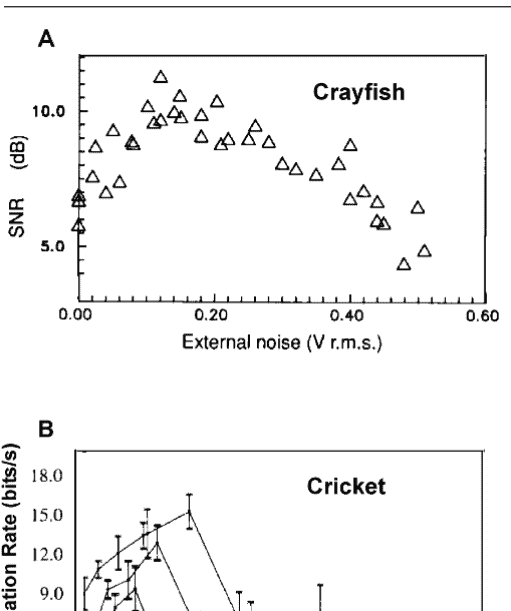 A
Crayfish
10.0
SNR (dB)
5.0
0.00 0.20 0.40 0.60
External noise (V r.m.s.)
B
Cricket
18.0
15.0
12.0
9.0
Rate (bits/s)